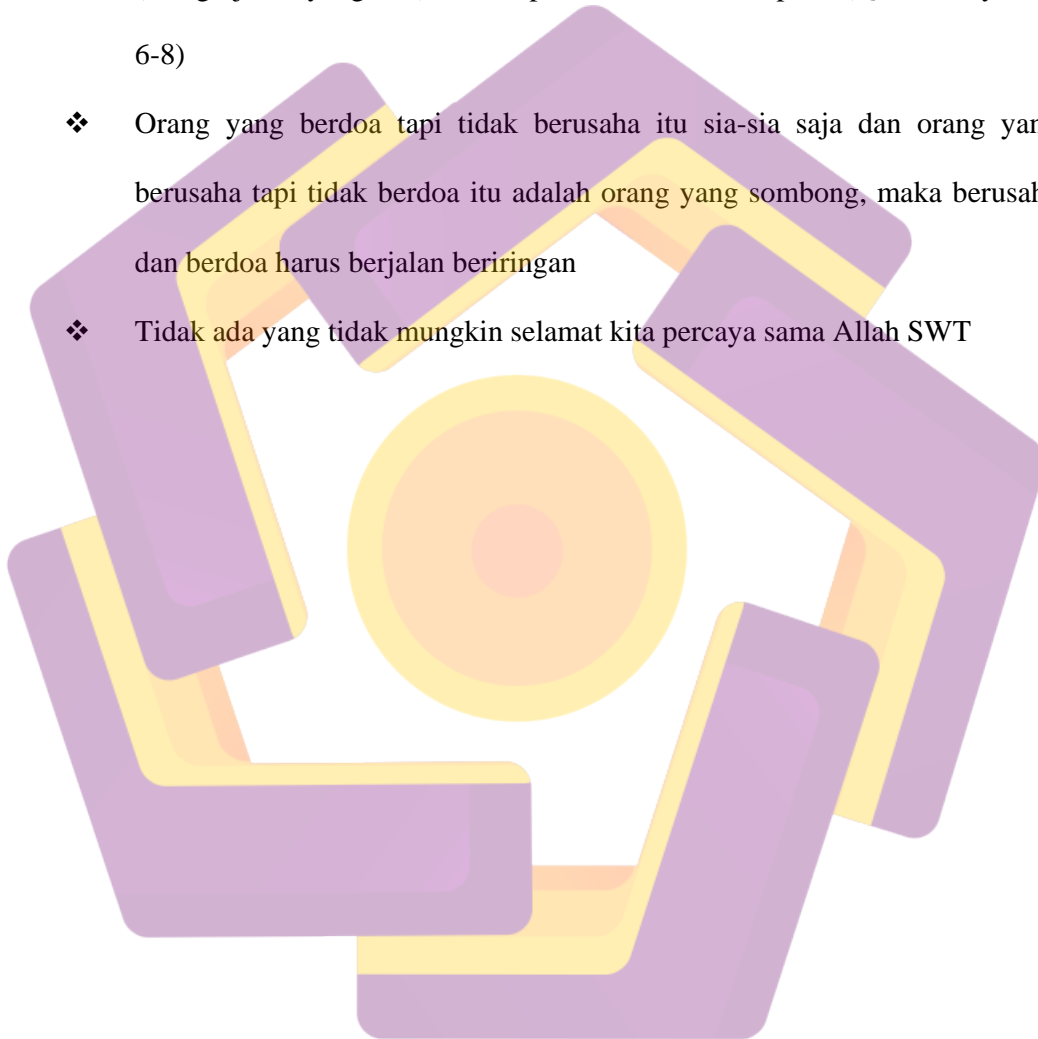 6-8)
❖ Orang yang berdoa tapi tidak berusaha itu sia-sia saja dan orang
berusaha tapi tidak berdoa itu adalah orang yang sombong, maka
dan berdoa harus berjalan beriringan
❖ Tidak ada yang tidak mungkin selamat kita percaya sama Allah SWT